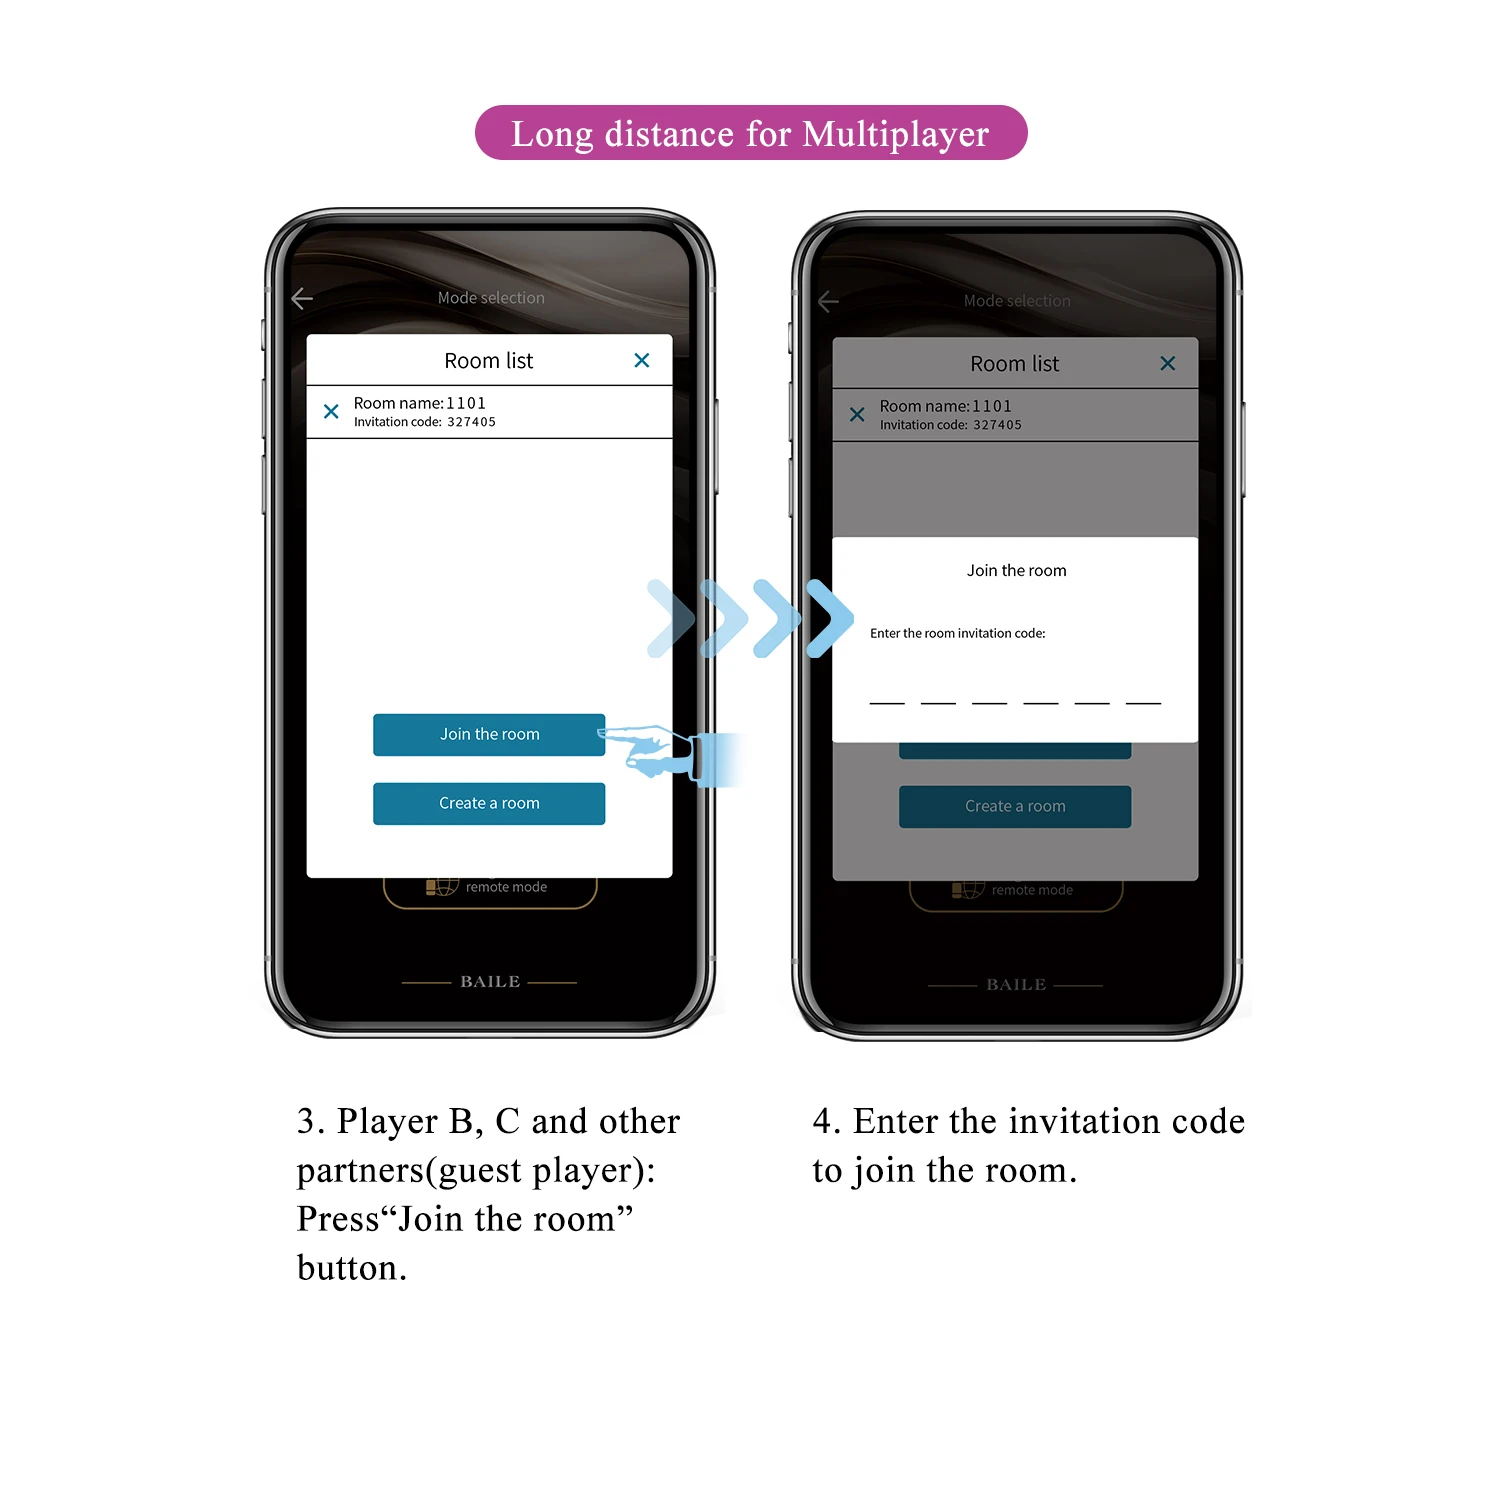 Long distance for Multiplayer
Mode selection
Room list
Room name:1101
Invitation code: 327405
Join the room
Create a room
remote mode
BAILE
Mode selection
Room list
Room name:1101
Invitation code: 327405
Join the room
Enter the room invitation code:
Create a room
remote mode
BAILE
3. Player B, C and other
partners(guest player):
Press“Join the room”
button.
4. Enter the invitation code
to join the room.